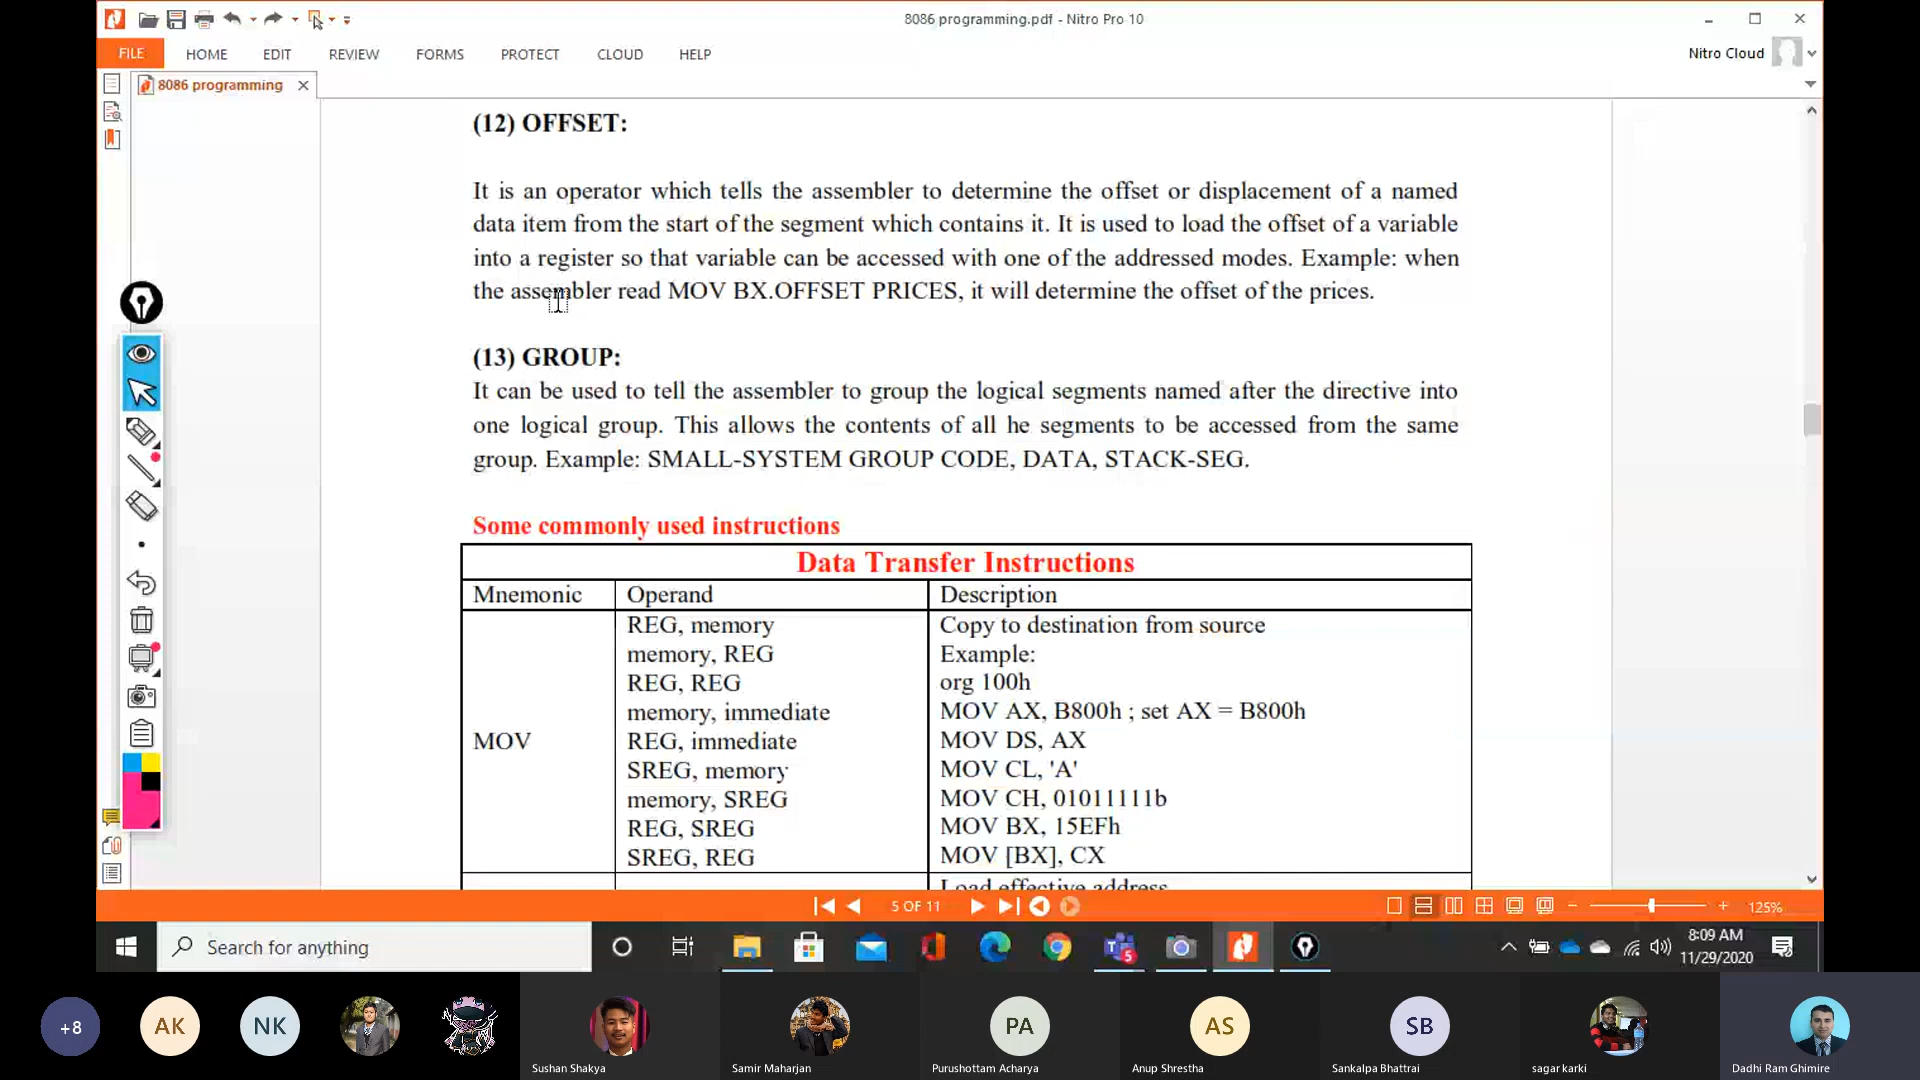 8086 programming.pdf - Nitro Pro 10
FILE HOME EDIT REVIEW FORMS PROTECT CLOUD HELP
Nitro Cloud
8086 programming
(12) OFFSET:
It is an operator which tells the assembler to determine the offset or displacement of a named
data item from the start of the segment which contains it. It is used to load the offset of a variable
into a register so that variable can be accessed with one of the addressed modes. Example: when
the assembler read MOV BX.OFFSET PRICES, it will determine the offset of the prices.
(13) GROUP:
It can be used to tell the assembler to group the logical segments named after the directive into
one logical group. This allows the contents of all he segments to be accessed from the same
group. Example: SMALL-SYSTEM GROUP CODE, DATA, STACK-SEG.
Some commonly used instructions
Data Transfer Instructions
Mnemonic Operand Description
MOV
REG, memory
memory, REG
REG, REG
memory, immediate
REG, immediate
SREG, memory
memory, SREG
REG, SREG
SREG, REG
Copy to destination from source
Example:
org 100h
MOV AX, B800h ; set AX = B800h
MOV DS, AX
MOV CL, 'A'
MOV CH, 01011111b
MOV BX, 15EFh
MOV [BX], CX
Load effective address
5 OF 11
125%
Search for anything
5
8:09 AM
11/29/2020
+8
AK
NK
PA
AS
SB
Sushan Shakya
Samir Maharjan
Purushottam Acharya
Anup Shrestha
Sankalpa Bhattrai
sagar karki
Dadhi Ram Ghimire